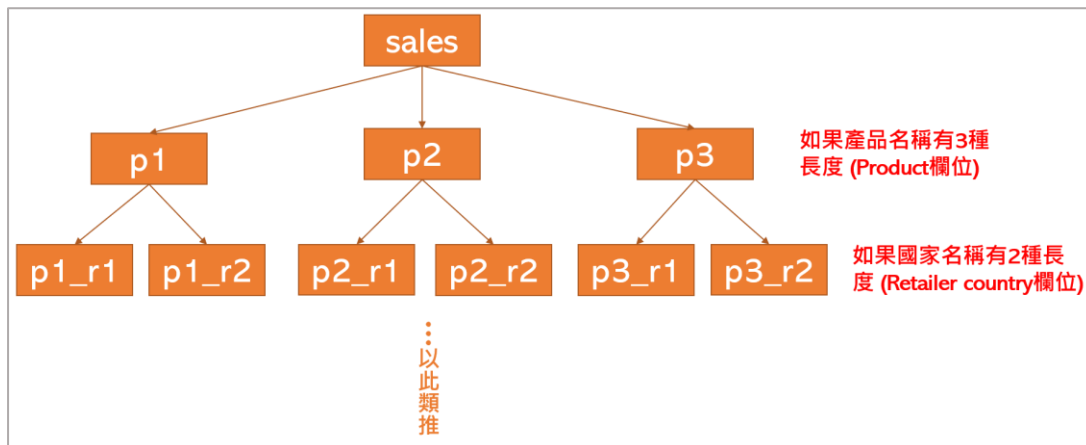 sales
p1
p2
p3
如果產品名稱有3種
長度 (Product欄位)
p1_r1
p1_r2
p2_r1
p2_r2
p3_r1
p3_r2
如果國家名稱有2種長
度 (Retailer country欄位)
…以此類推